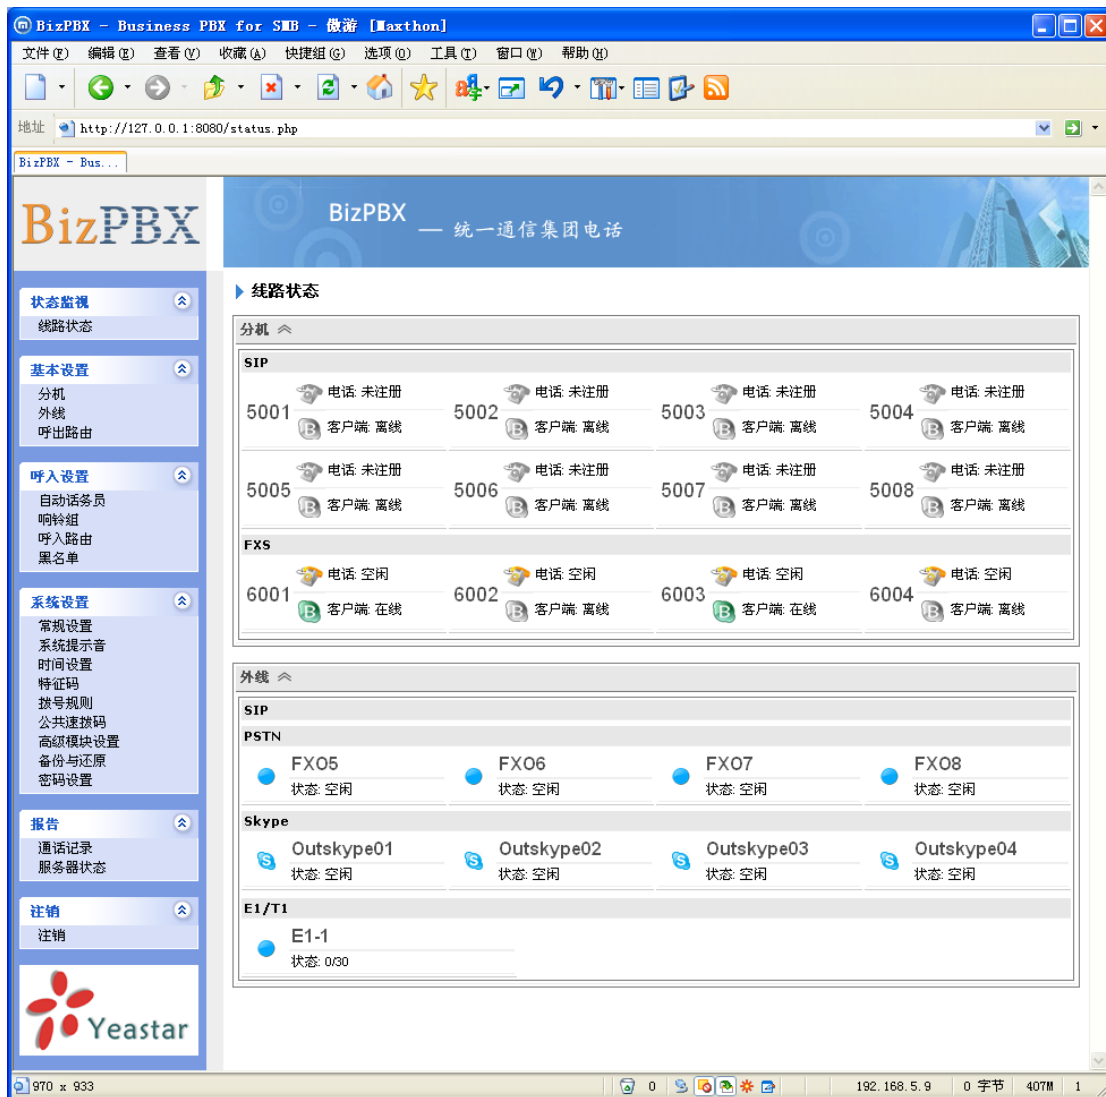 BizPBX - Business PBX for SMB - 傲游 [Maxthon]
文件(F) 编辑(E) 查看(V) 收藏(A) 快捷组(G) 选项(O) 工具(T) 窗口(W) 帮助(H)
地址 http://127.0.0.1:8080/status.php
BizPBX - Bus...
BizPBX
BizPBX
— 统一通信集团电话
状态监视
线路状态
基本设置
分机
外线
呼出路由
呼入设置
自动话务员
响铃组
呼入路由
黑名单
系统设置
常规设置
系统提示音
时间设置
特征码
拨号规则
公共速拨码
高级模块设置
备份与还原
密码设置
报告
通话记录
服务器状态
注销
注销
Yeastar
线路状态
分机
SIP
5001 电话: 未注册 客户端: 离线
5002 电话: 未注册 客户端: 离线
5003 电话: 未注册 客户端: 离线
5004 电话: 未注册 客户端: 离线
5005 电话: 未注册 客户端: 离线
5006 电话: 未注册 客户端: 离线
5007 电话: 未注册 客户端: 离线
5008 电话: 未注册 客户端: 离线
FXS
6001 电话: 空闲 客户端: 在线
6002 电话: 空闲 客户端: 离线
6003 电话: 空闲 客户端: 在线
6004 电话: 空闲 客户端: 离线
外线
SIP
PSTN
FXO5 FXO6 FXO7 FXO8
状态: 空闲 状态: 空闲 状态: 空闲 状态: 空闲
Skype
Outskype01 Outskype02 Outskype03 Outskype04
状态: 空闲 状态: 空闲 状态: 空闲 状态: 空闲
E1/T1
E1-1
状态: 0/30
970 x 933 0 192.168.5.9 0 字节 407M 1